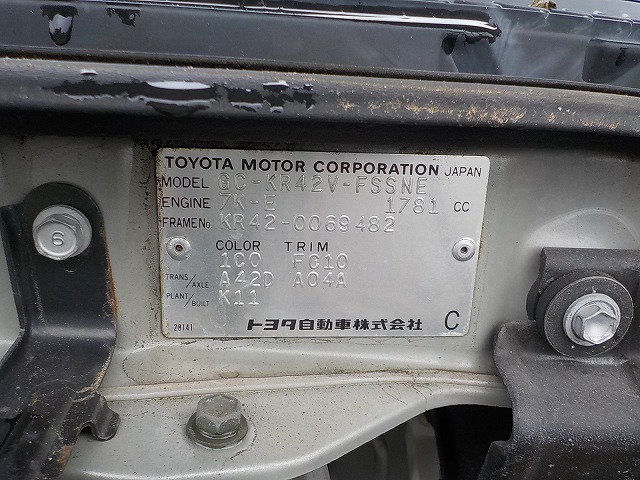 TOYOTA MOTOR CORPORATION JAPAN
MODEL GC-KR42V-FSSNE
ENGINE 7K-E 1781 CC
FRAME No. KR42-0069482
COLOR TRIM
1C0 FG10
TRANS./AXLE A42D A04A
PLANT/BUILT K11
28141 トヨタ自動車株式会社 C
6